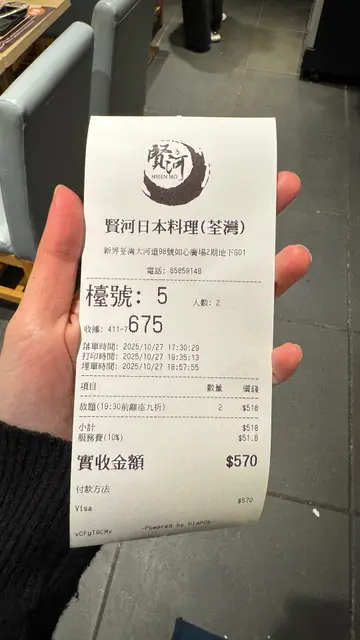 賢河
HSIEN HO
賢河日本料理(荃灣)
新界荃灣大河道98號如心廣場2期地下G01
電話: 65859148
檯號: 5 人數: 2
收據: 411-7675
落單時間: 2025/10/27 17:30:29
打印時間: 2025/10/27 19:35:13
埋單時間: 2025/10/27 18:57:55
項目 數量 價錢
放題(19:30前離座九折) 2 $518
小計 $518
服務費(10%) $51.8
實收金額 $570
付款方法
Visa $570
-Powered by DimPOS-